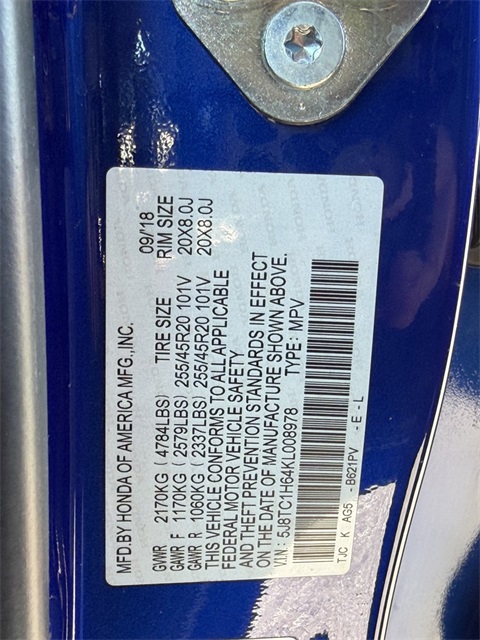 MFD.BY HONDA OF AMERICA MFG.,INC. 09/'18
TIRE SIZE RIM SIZE
GVWR 2170KG (4784LBS)
GAWR F 1170KG (2579LBS) 255/45R20 101V 20X8.0J
GAWR R 1060KG (2337LBS) 255/45R20 101V 20X8.0J
THIS VEHICLE CONFORMS TO ALL APPLICABLE
FEDERAL MOTOR VEHICLE SAFETY
AND THEFT PREVENTION STANDARDS IN EFFECT
ON THE DATE OF MANUFACTURE SHOWN ABOVE.
V.I.N.: 5J8TC1H64KL008978 TYPE: MPV
TJC K AG5 - B621PV - E - L